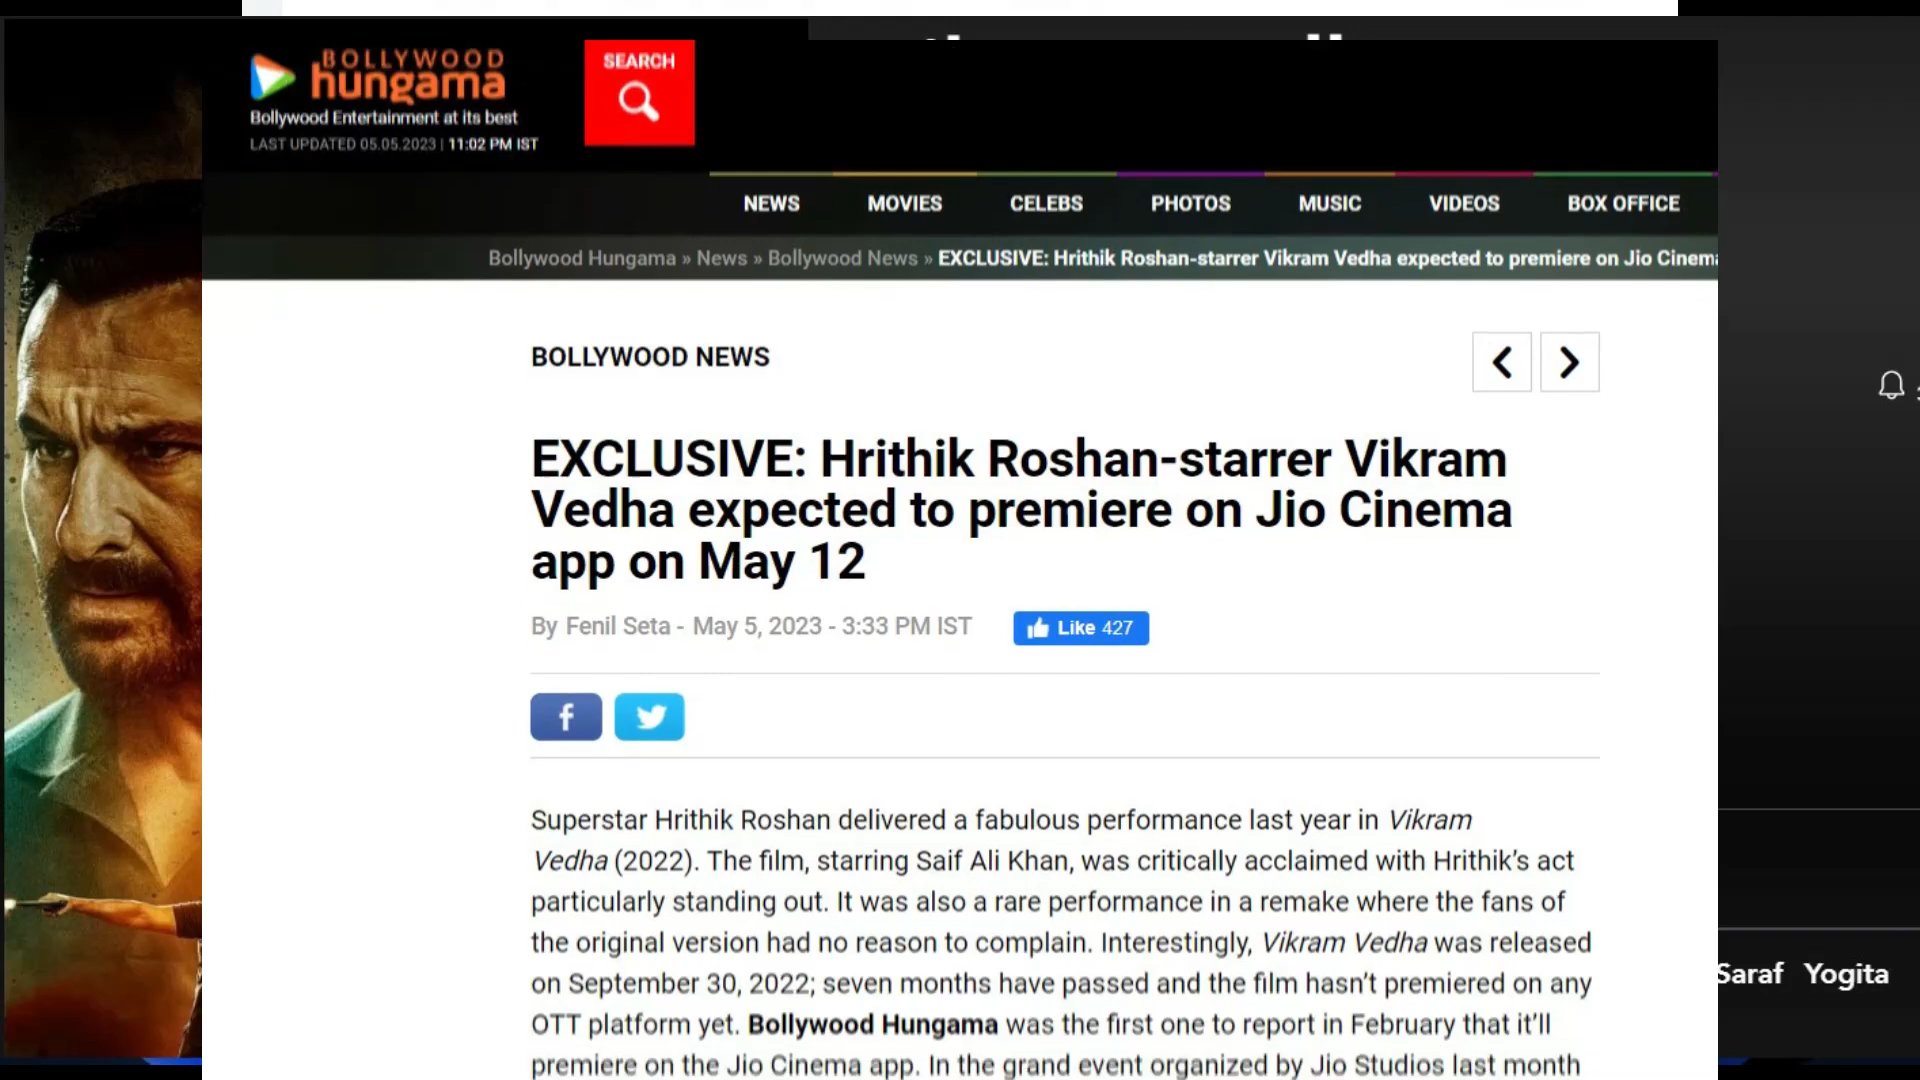 BOLLYWOOD
hungama
Bollywood Entertainment at its best
LAST UPDATED 05.05.2023 | 11:02 PM IST
SEARCH
NEWS MOVIES CELEBS PHOTOS MUSIC VIDEOS BOX OFFICE
Bollywood Hungama » News » Bollywood News » EXCLUSIVE: Hrithik Roshan-starrer Vikram Vedha expected to premiere on Jio Cinema
BOLLYWOOD NEWS
EXCLUSIVE: Hrithik Roshan-starrer Vikram
Vedha expected to premiere on Jio Cinema
app on May 12
By Fenil Seta - May 5, 2023 - 3:33 PM IST
Like 427
Superstar Hrithik Roshan delivered a fabulous performance last year in Vikram
Vedha (2022). The film, starring Saif Ali Khan, was critically acclaimed with Hrithik's act
particularly standing out. It was also a rare performance in a remake where the fans of
the original version had no reason to complain. Interestingly, Vikram Vedha was released
on September 30, 2022; seven months have passed and the film hasn't premiered on any
OTT platform yet. Bollywood Hungama was the first one to report in February that it'll
premiere on the Jio Cinema app. In the grand event organized by Jio Studios last month
Saraf Yogita